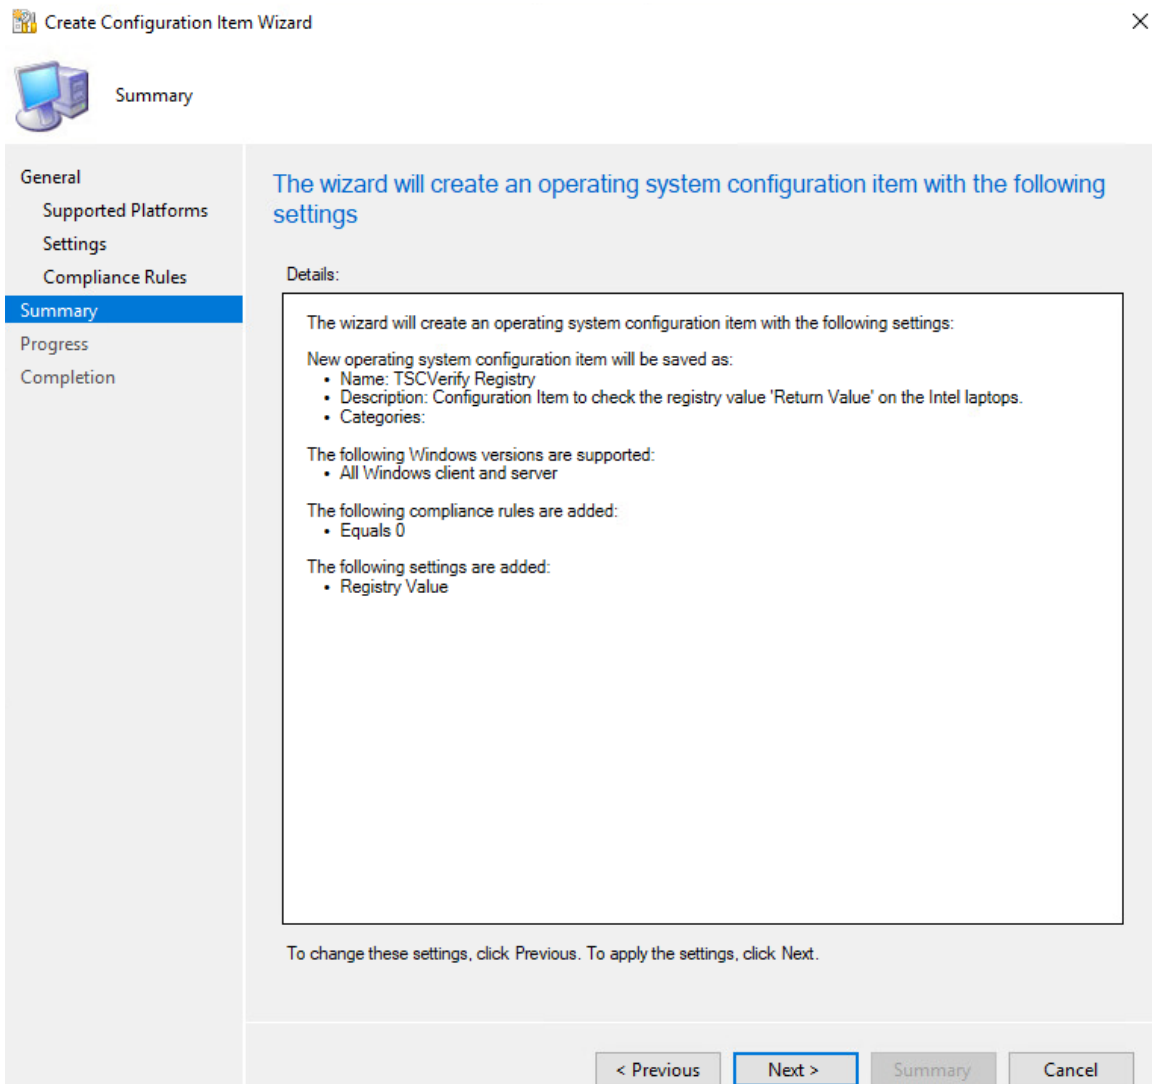 Create Configuration Item Wizard
Summary
General
Supported Platforms
Settings
Compliance Rules
Summary
Progress
Completion
The wizard will create an operating system configuration item with the following
settings
Details:
The wizard will create an operating system configuration item with the following settings:
New operating system configuration item will be saved as:
• Name: TSCVerify Registry
• Description: Configuration Item to check the registry value 'Return Value' on the Intel laptops.
• Categories:
The following Windows versions are supported:
• All Windows client and server
The following compliance rules are added:
• Equals 0
The following settings are added:
• Registry Value
To change these settings, click Previous. To apply the settings, click Next.
< Previous
Next >
Summary
Cancel